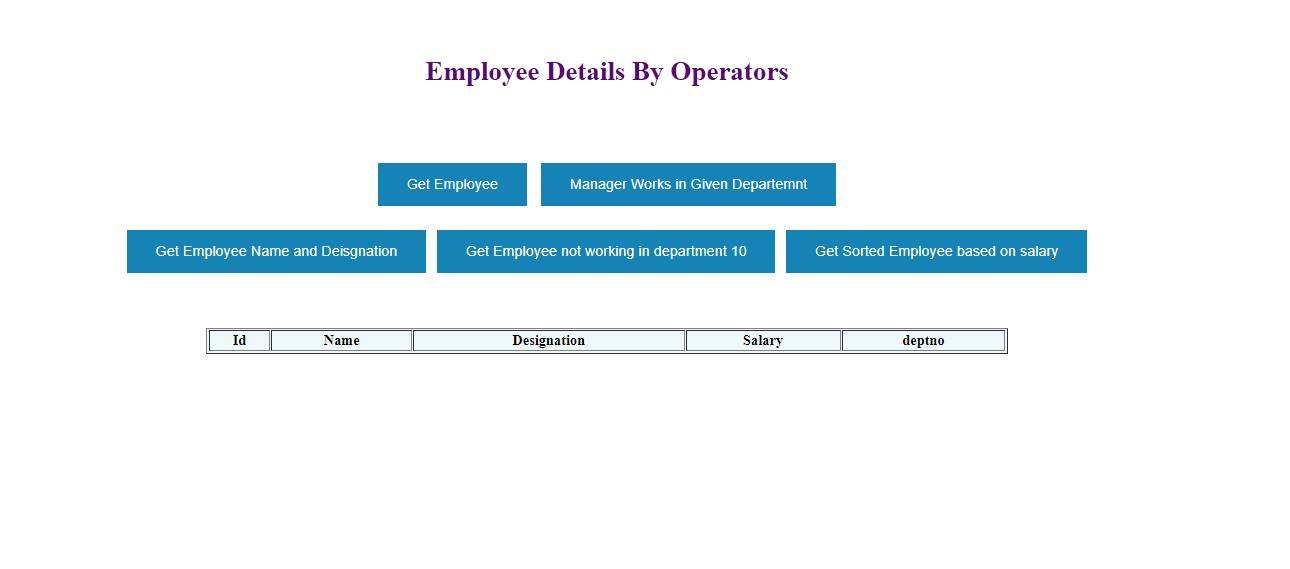 Employee Details By Operators
Get Employee Manager Works in Given Departemnt
Get Employee Name and Deisgnation Get Employee not working in department 10 Get Sorted Employee based on salary
Id Name Designation Salary deptno